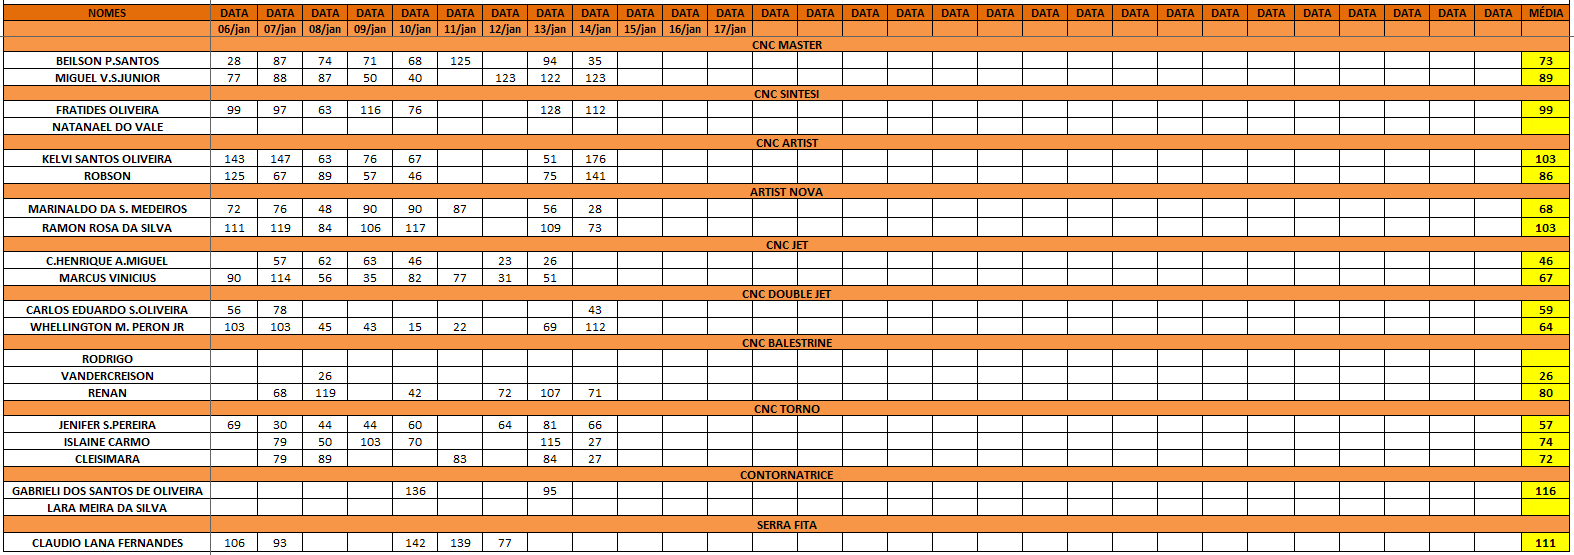 NOMES DATA DATA DATA DATA DATA DATA DATA DATA DATA DATA DATA DATA DATA DATA DATA DATA DATA DATA DATA DATA DATA DATA DATA DATA DATA DATA DATA DATA DATA MÉDIA
06/jan 07/jan 08/jan 09/jan 10/jan 11/jan 12/jan 13/jan 14/jan 15/jan 16/jan 17/jan
CNC MASTER
BEILSON P.SANTOS 28 87 74 71 68 125 94 35 73
MIGUEL V.S.JUNIOR 77 88 87 50 40 123 122 123 89
CNC SINTESI
FRATIDES OLIVEIRA 99 97 63 116 76 128 112 99
NATANAEL DO VALE
CNC ARTIST
KELVI SANTOS OLIVEIRA 143 147 63 76 67 51 176 103
ROBSON 125 67 89 57 46 75 141 86
ARTIST NOVA
MARINALDO DA S. MEDEIROS 72 76 48 90 90 87 56 28 68
RAMON ROSA DA SILVA 111 119 84 106 117 109 73 103
CNC JET
C.HENRIQUE A.MIGUEL 57 62 63 46 23 26 46
MARCUS VINICIUS 90 114 56 35 82 77 31 51 67
CNC DOUBLE JET
CARLOS EDUARDO S.OLIVEIRA 56 78 43 59
WHELLINGTON M. PERON JR 103 103 45 43 15 22 69 112 64
CNC BALESTRINE
RODRIGO
VANDERCREISON 26 26
RENAN 68 119 42 72 107 71 80
CNC TORNO
JENIFER S.PEREIRA 69 30 44 44 60 64 81 66 57
ISLAINE CARMO 79 50 103 70 115 27 74
CLEISIMARA 79 89 83 84 27 72
CONTORNATRICE
GABRIELI DOS SANTOS DE OLIVEIRA 136 95 116
LARA MEIRA DA SILVA
SERRA FITA
CLAUDIO LANA FERNANDES 106 93 142 139 77 111